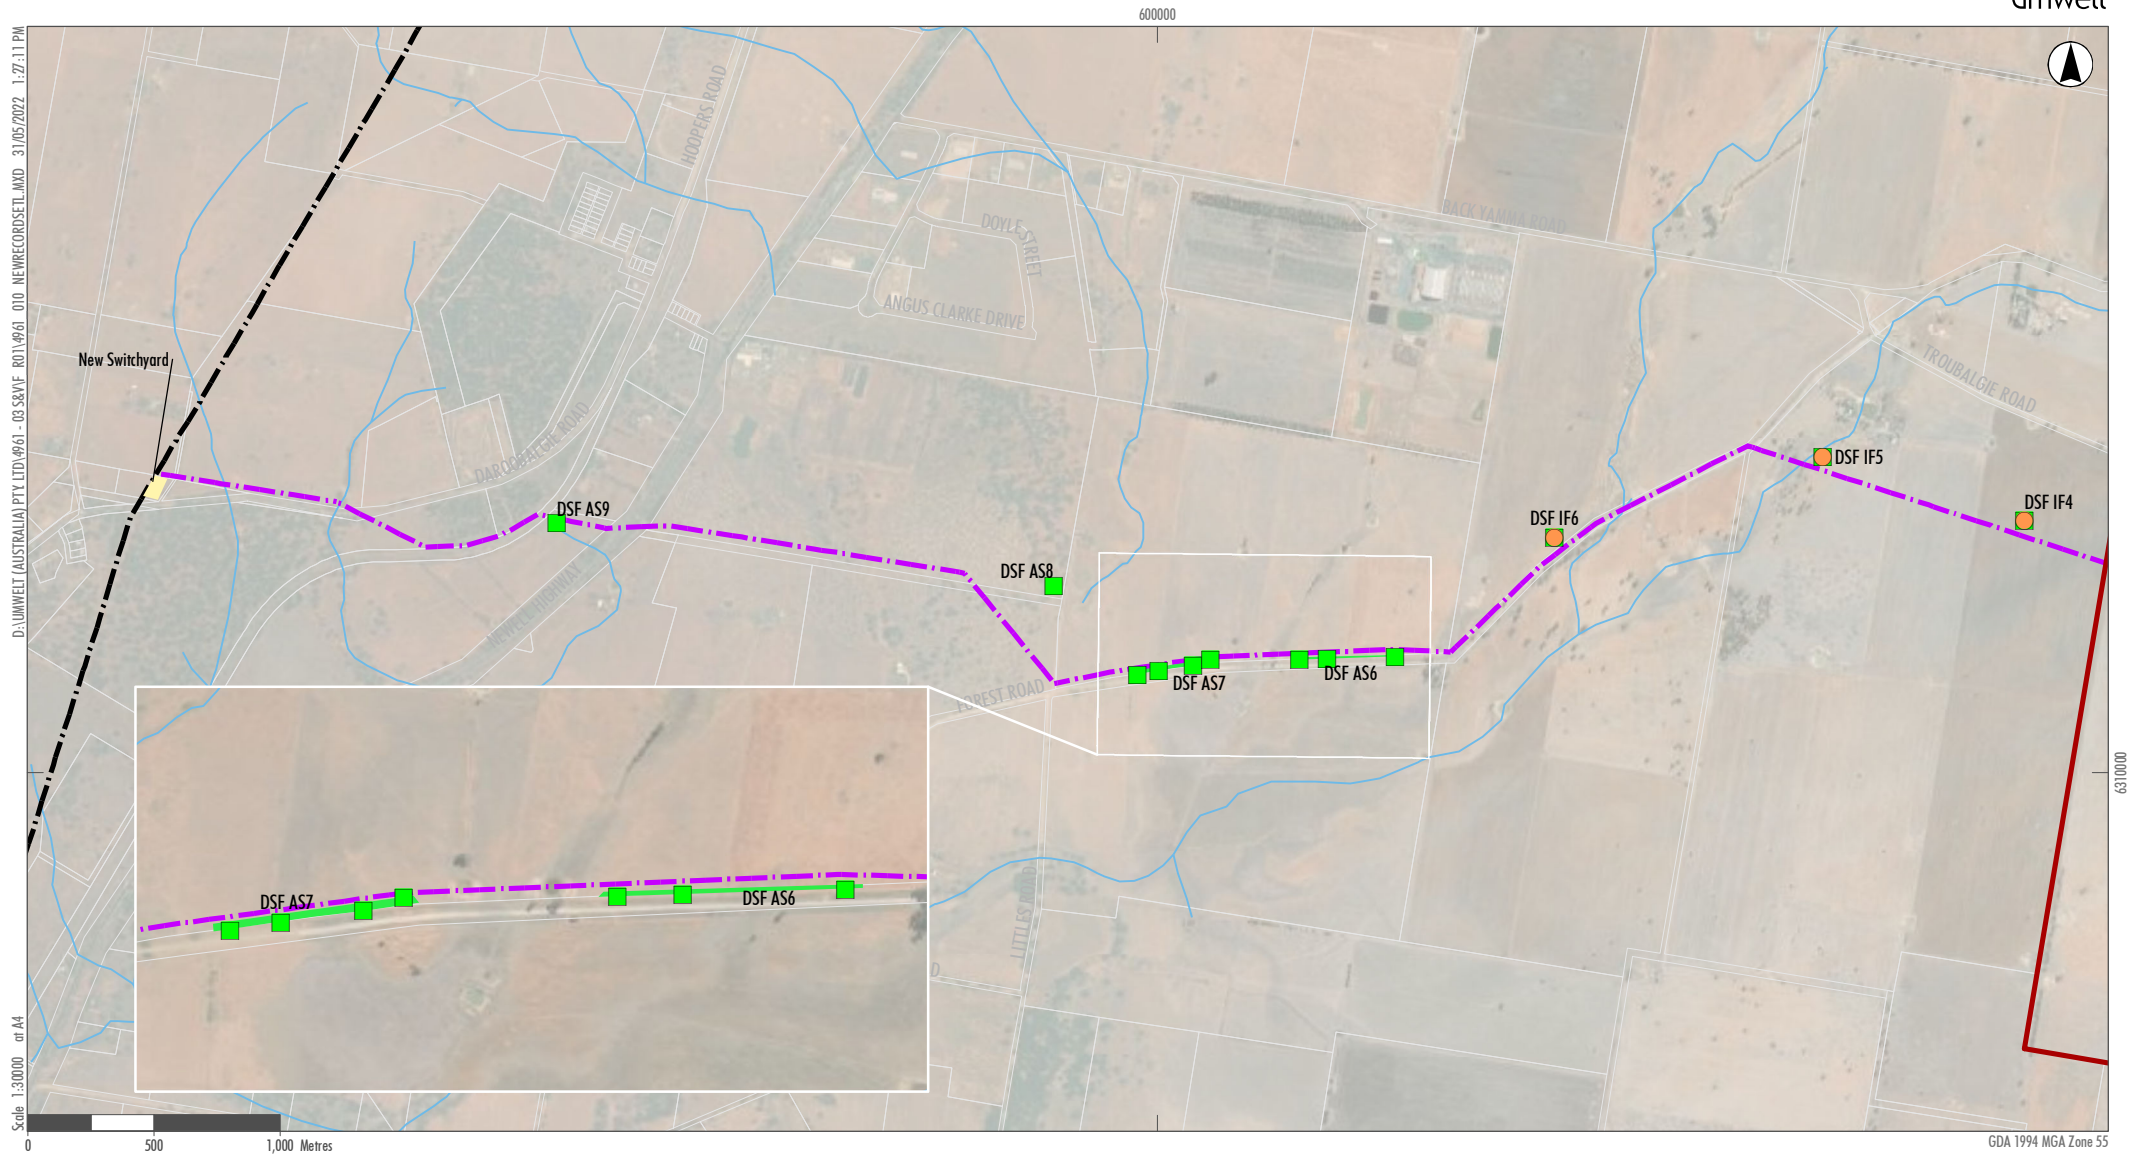 umwelt
600000
D:\UMWELT (AUSTRALIA) PTY. LTD\4961 - 03 S&V\F R01\4961 010 NEWRECORDSETL.MXD 31/05/2022 1:27:11 PM
HOOPERS ROAD
DOYLE STREET
BACK YAMMA ROAD
ANGUS CLARKE DRIVE
New Switchyard
TROUBALGIE ROAD
DAROOBALGIE ROAD
DSF IF5
DSF AS9
DSF IF4
DSF IF6
DSF AS8
NEWELL HIGHWAY
DSF AS7
DSF AS6
FOREST ROAD
6310000
DSF AS7
DSF AS6
LITTLES ROAD
D
Scale 1:30000 at A4
0 500 1,000 Metres
GDA 1994 MGA Zone 55